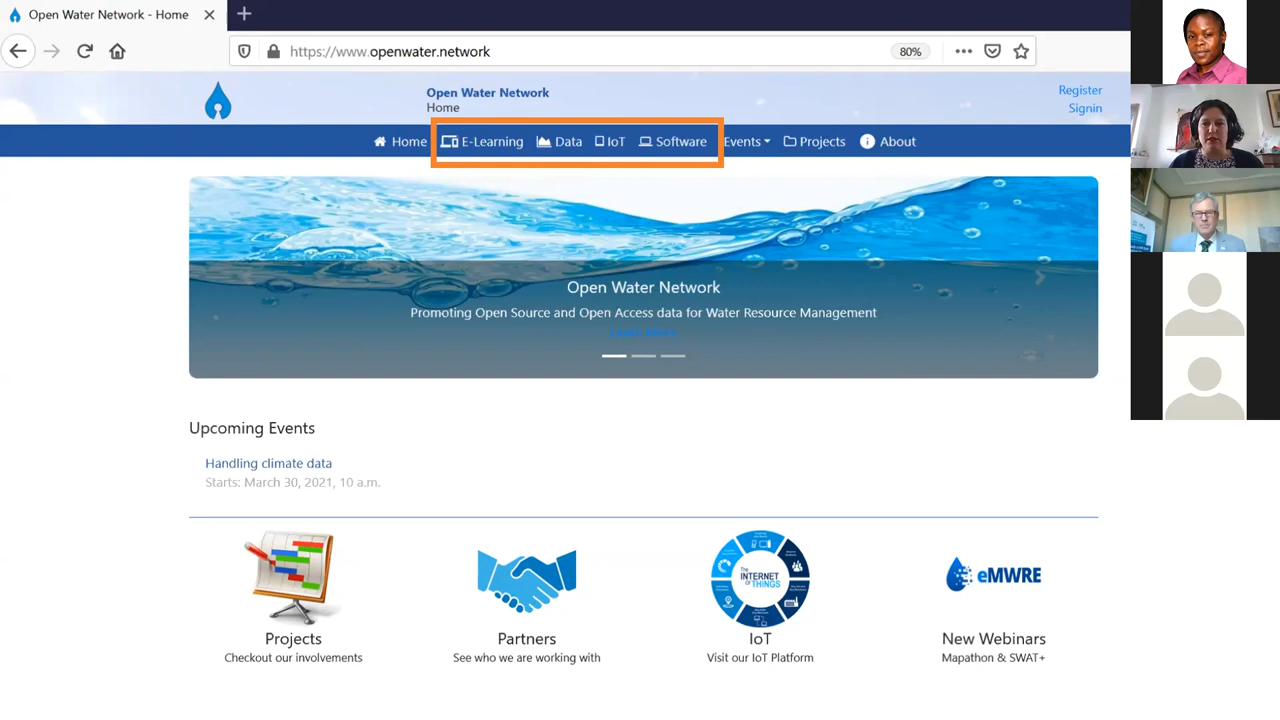 Open Water Network - Home
https://www.openwater.network
80%
Open Water Network
Home
Register
Signin
Home E-Learning Data IoT Software Events Projects About
Open Water Network
Promoting Open Source and Open Access data for Water Resource Management
Learn More
Upcoming Events
Handling climate data
Starts: March 30, 2021, 10 a.m.
The
INTERNET
OF THINGS
eMWRE
Projects
Partners
IoT
New Webinars
Checkout our involvements
See who we are working with
Visit our IoT Platform
Mapathon & SWAT+